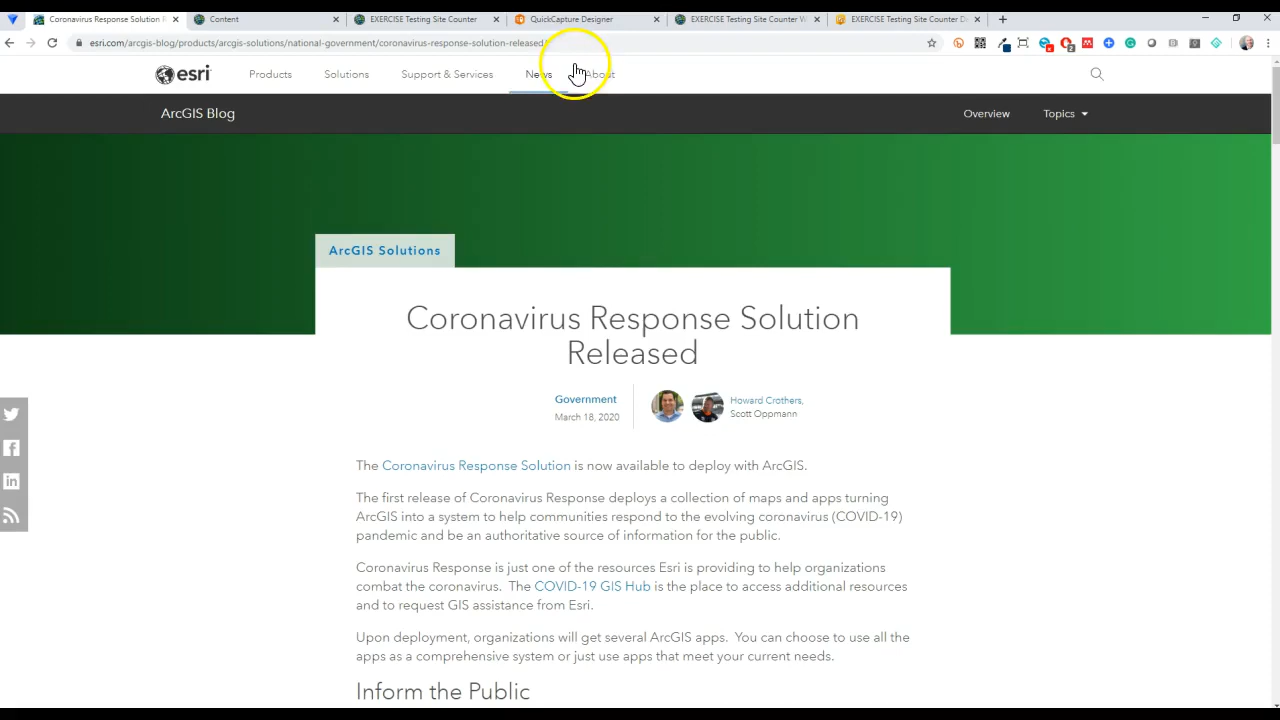 Coronavirus Response Solution R
Content
EXERCISE Testing Site Counter
QuickCapture Designer
EXERCISE Testing Site Counter W
EXERCISE Testing Site Counter D
esri.com/arcgis-blog/products/arcgis-solutions/national-government/coronavirus-response-solution-released/
esri
Products
Solutions
Support & Services
News
About
ArcGIS Blog
Overview
Topics
ArcGIS Solutions
Coronavirus Response Solution
Released
Government
March 18, 2020
Howard Crothers,
Scott Oppmann
The Coronavirus Response Solution is now available to deploy with ArcGIS.
The first release of Coronavirus Response deploys a collection of maps and apps turning
ArcGIS into a system to help communities respond to the evolving coronavirus (COVID-19)
pandemic and be an authoritative source of information for the public.
Coronavirus Response is just one of the resources Esri is providing to help organizations
combat the coronavirus. The COVID-19 GIS Hub is the place to access additional resources
and to request GIS assistance from Esri.
Upon deployment, organizations will get several ArcGIS apps. You can choose to use all the
apps as a comprehensive system or just use apps that meet your current needs.
Inform the Public